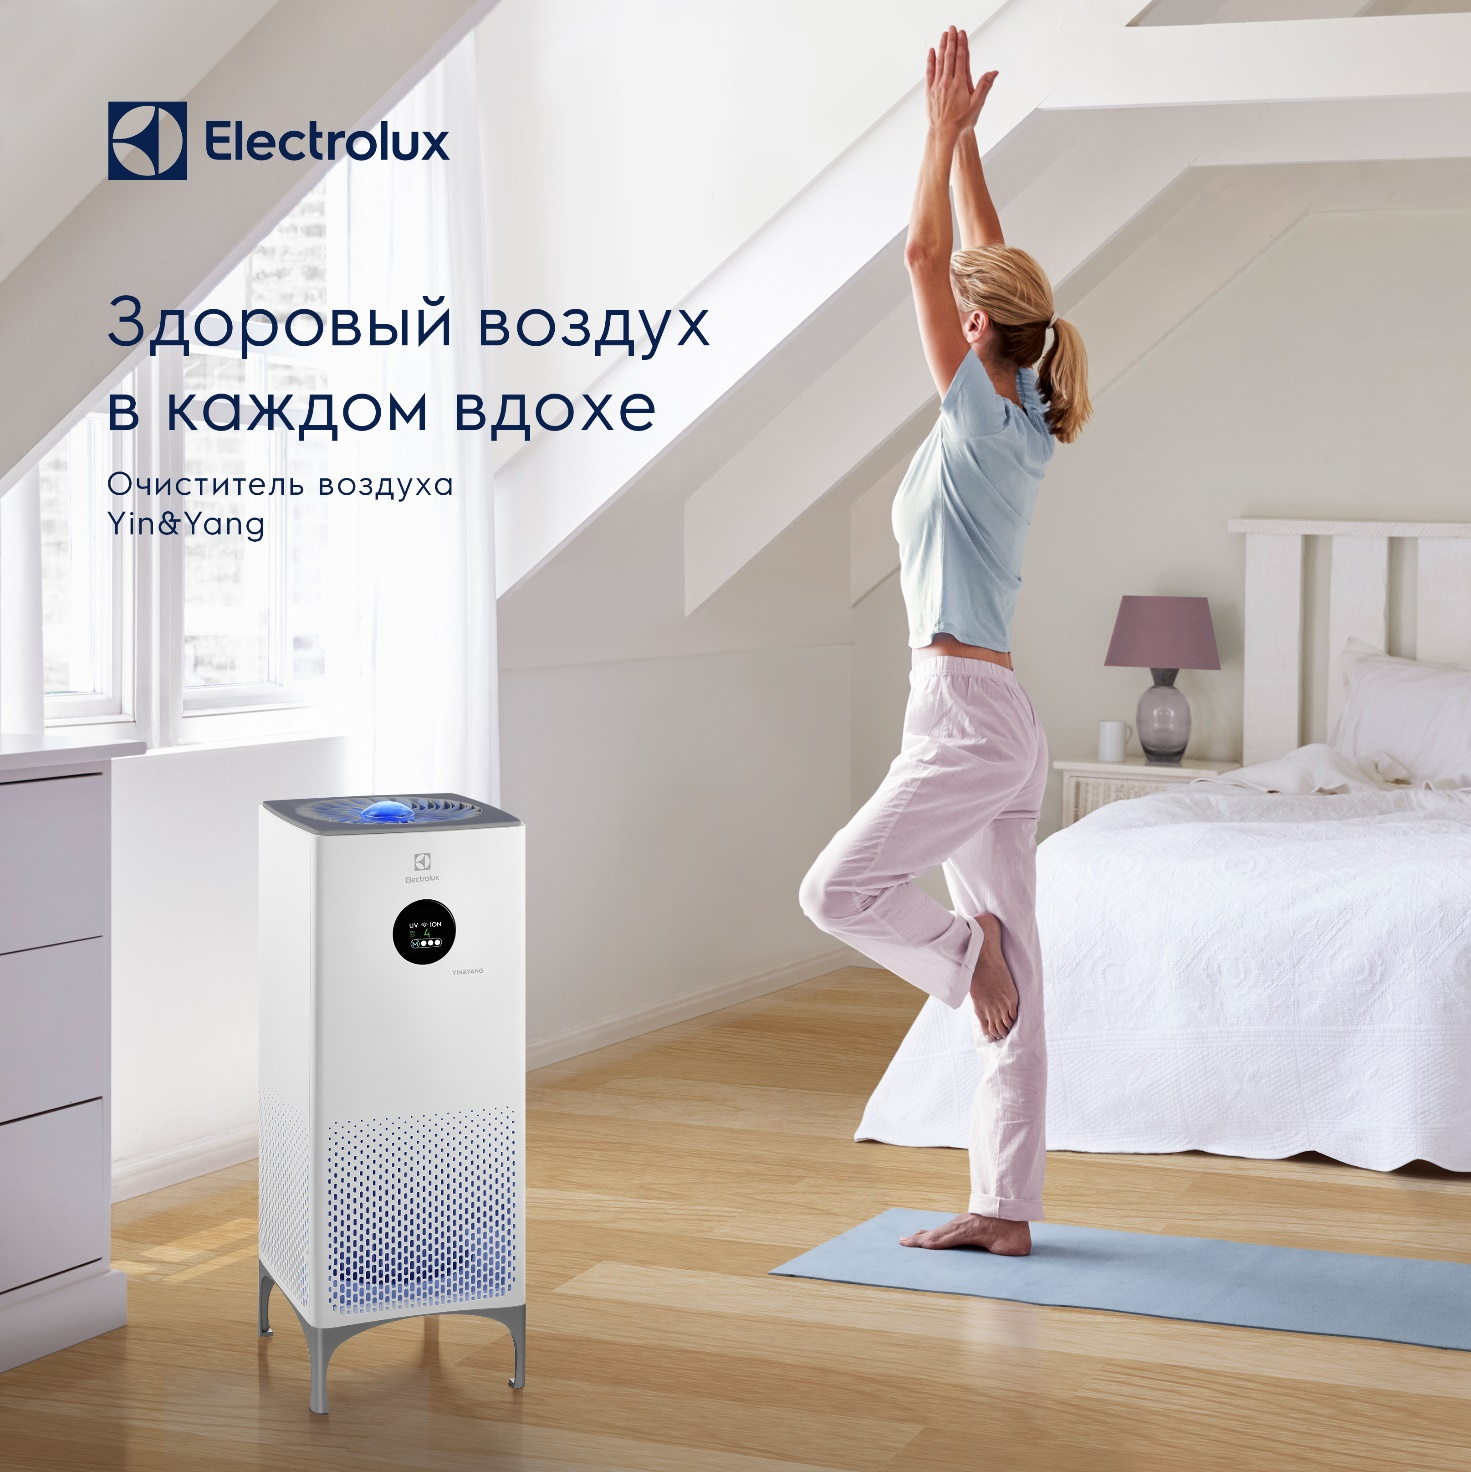 Electrolux
Здоровый воздух
в каждом вдохе
Очиститель воздуха
Yin&Yang
Electrolux
UV ION
4
M
YIN&YANG